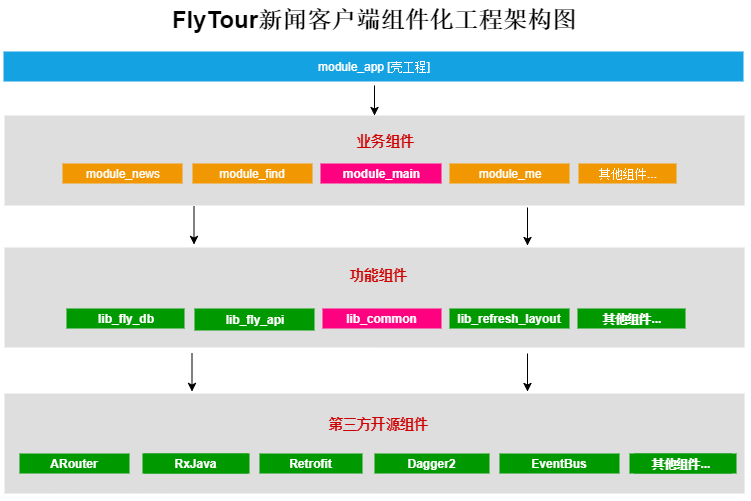 FlyTour新闻客户端组件化工程架构图
module_app [壳工程]
业务组件
module_news module_find module_main module_me 其他组件...
功能组件
lib_fly_db lib_fly_api lib_common lib_refresh_layout 其他组件...
第三方开源组件
ARouter RxJava Retrofit Dagger2 EventBus 其他组件...